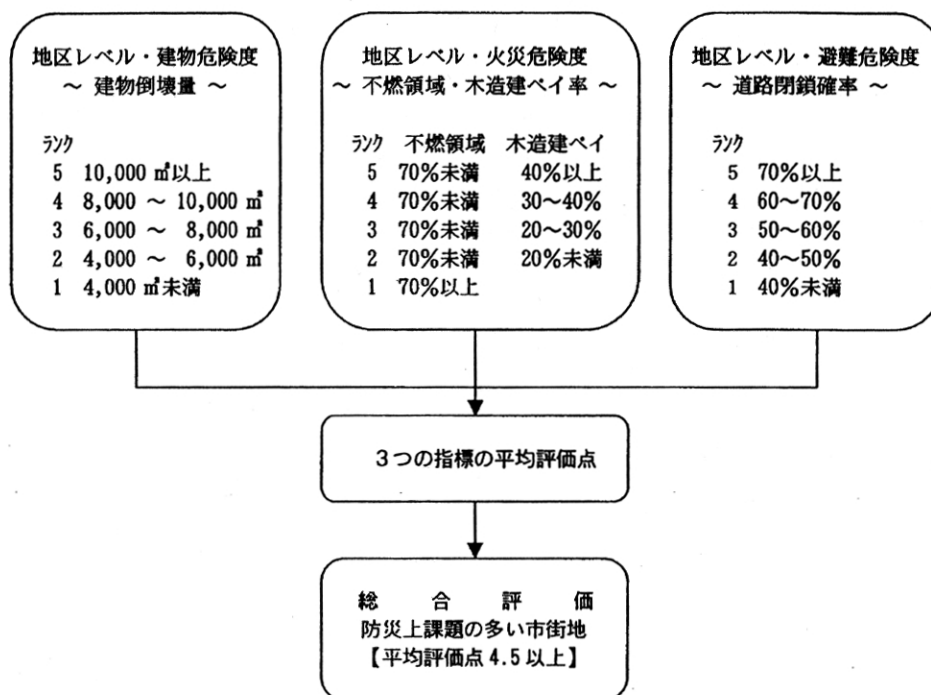 地区レベル・建物危険度
～ 建物倒壊量 ～
ﾗﾝｸ
5 10,000 ㎡以上
4 8,000 ～ 10,000 ㎡
3 6,000 ～ 8,000 ㎡
2 4,000 ～ 6,000 ㎡
1 4,000 ㎡未満
地区レベル・火災危険度
～ 不燃領域・木造建ペイ率 ～
ﾗﾝｸ 不燃領域 木造建ペイ
5 70%未満 40%以上
4 70%未満 30～40%
3 70%未満 20～30%
2 70%未満 20%未満
1 70%以上
地区レベル・避難危険度
～ 道路閉鎖確率 ～
ﾗﾝｸ
5 70%以上
4 60～70%
3 50～60%
2 40～50%
1 40%未満
3つの指標の平均評価点
総 合 評 価
防災上課題の多い市街地
【平均評価点 4.5 以上】